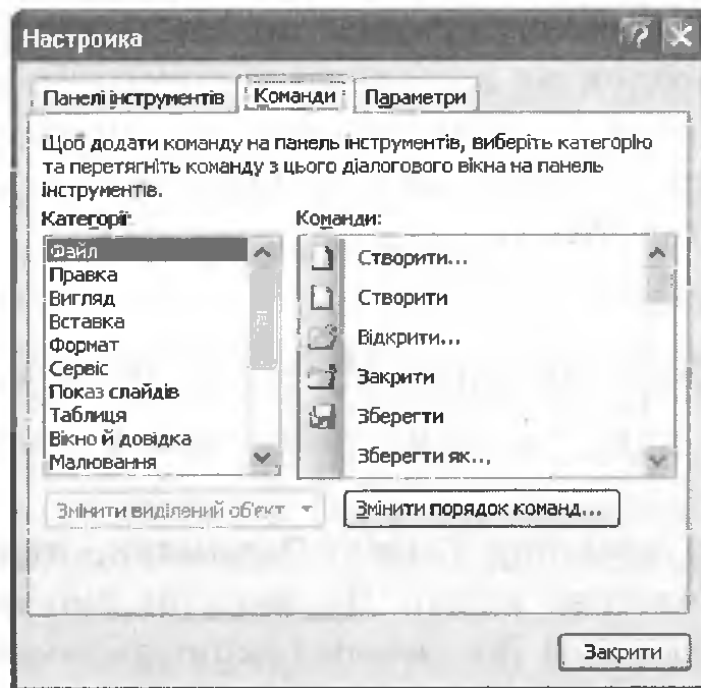 Настройка
Панелі інструментів Команди Параметри
Щоб додати команду на панель інструментів, виберіть категорію
та перетягніть команду з цього діалогового вікна на панель
інструментів.
Категорії: Команди:
Файл
Правка
Вигляд
Вставка
Формат
Сервіс
Показ слайдів
Таблиця
Вікно й довідка
Малювання
Створити...
Створити
Відкрити...
Закрити
Зберегти
Зберегти як...
Змінити виділений об'єкт Змінити порядок команд...
Закрити